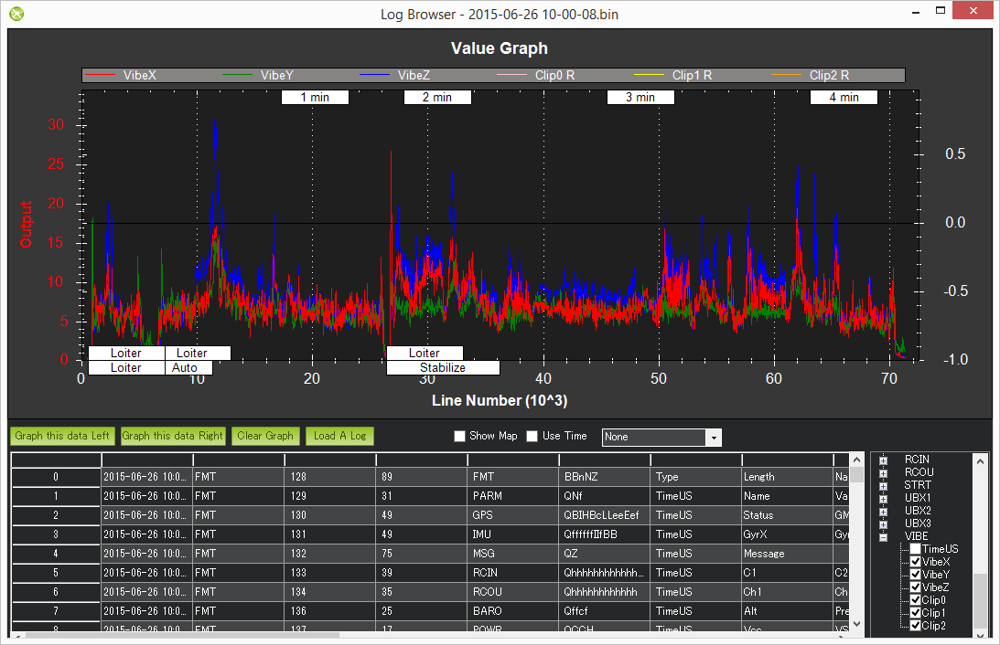 Log Browser - 2015-06-26 10-00-08.bin
Value Graph
VibeX VibeY VibeZ Clip0 R Clip1 R Clip2 R
1 min 2 min 3 min 4 min
30
25
20
15
10
5
0
Output
0.5
0.0
-0.5
-1.0
Loiter Loiter Loiter
Loiter Auto Stabilize
0 10 20 30 40 50 60 70
Line Number (10^3)
Graph this data Left Graph this data Right Clear Graph Load A Log Show Map Use Time None
0 2015-06-26 10:0... FMT 128 89 FMT BBnNZ Type Length Na
1 2015-06-26 10:0... FMT 129 31 PARM QNf TimeUS Name Va
2 2015-06-26 10:0... FMT 130 49 GPS QBIHBcLLeeEef TimeUS Status GM
3 2015-06-26 10:0... FMT 131 49 IMU QffffffIIfBB TimeUS GyrX Gyr
4 2015-06-26 10:0... FMT 132 75 MSG QZ TimeUS Message
5 2015-06-26 10:0... FMT 133 39 RCIN Qhhhhhhhhhhhh... TimeUS C1 C2
6 2015-06-26 10:0... FMT 134 35 RCOU Qhhhhhhhhhhhh TimeUS Ch1 Ch
7 2015-06-26 10:0... FMT 136 25 BARO Qffcf TimeUS Alt Pre
8 2015-06-26 10:0... FMT 137 17 POWR QCCH TimeUS Vcc VS
RCIN
RCOU
STRT
UBX1
UBX2
UBX3
VIBE
TimeUS
VibeX
VibeY
VibeZ
Clip0
Clip1
Clip2